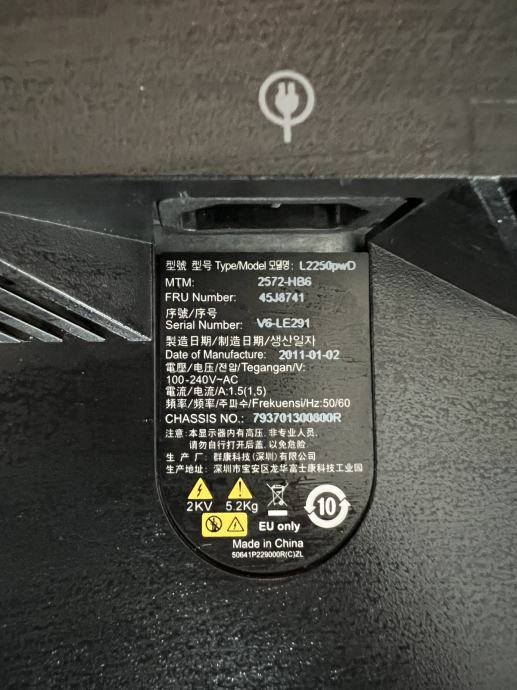 型號 型号 Type/Model 모델명: L2250pwD
MTM: 2572-HB6
FRU Number: 45J8741
序號/序号
Serial Number: V6-LE291
製造日期/制造日期/생산일자
Date of Manufacture: 2011-01-02
電壓/电压/전압/Tegangan/V:
100-240V~AC
電流/电流/A:1.5(1,5)
頻率/频率/주파수/Frekuensi/Hz:50/60
CHASSIS NO.: 793701300800R
注意: 本显示器内有高压, 非专业人员,
请勿自行打开后盖, 以免危险.
生 产 厂: 群康科技(深圳)有限公司
生产地址: 深圳市宝安区龙华富士康科技工业园
2KV 5.2Kg
EU only
10
Made in China
50641P229000R(C)ZL